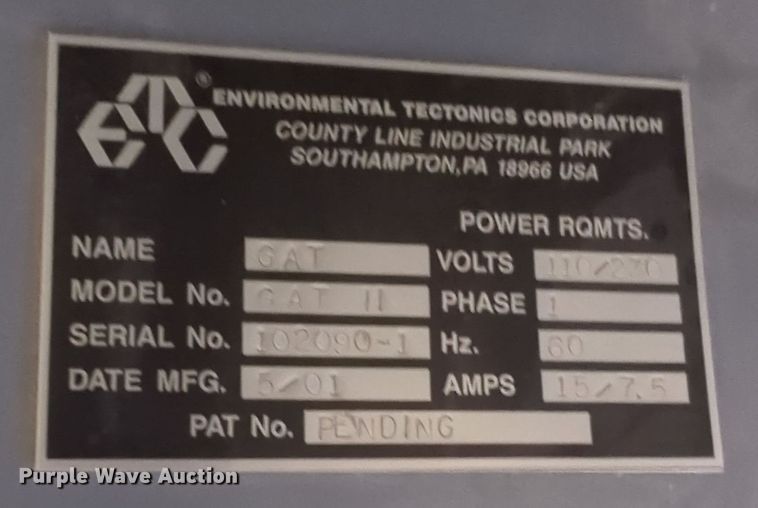 ETC®
ENVIRONMENTAL TECTONICS CORPORATION
COUNTY LINE INDUSTRIAL PARK
SOUTHAMPTON,PA 18966 USA
POWER RQMTS.
NAME GAT VOLTS 110/230
MODEL No. GAT II PHASE 1
SERIAL No. 102090-1 Hz. 60
DATE MFG. 5/01 AMPS 15/7.5
PAT No. PENDING
Purple Wave Auction